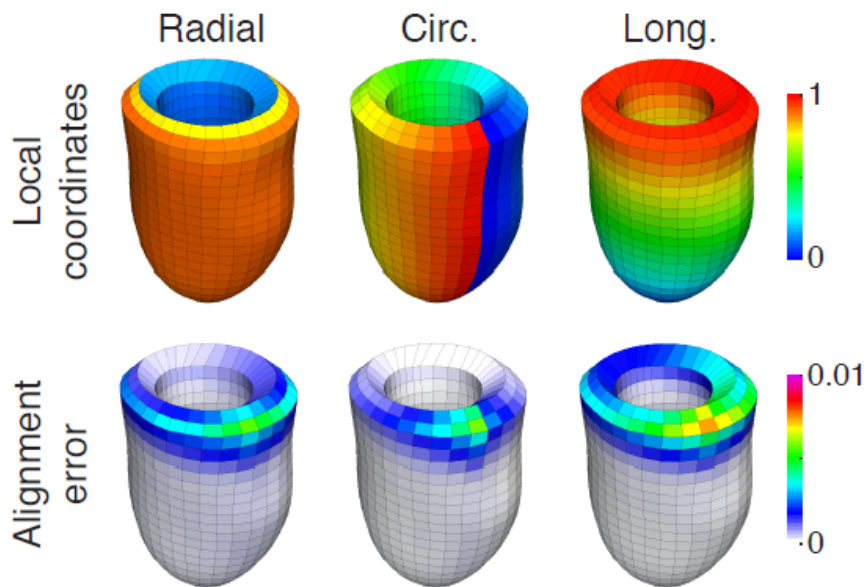 Radial
Circ.
Long.
Local
coordinates
1
0
Alignment
error
0.01
0